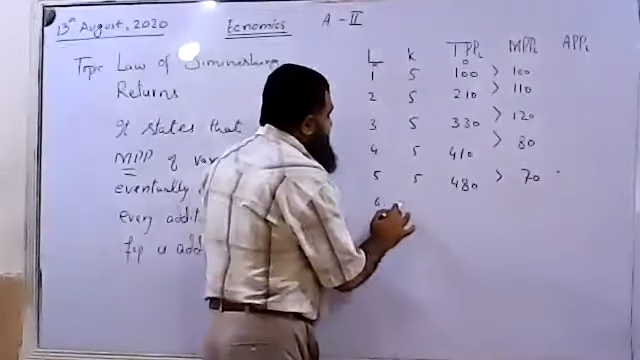 13th August, 2020 Economics A-II
Topic Law of Diminishing
Returns
It states that
MPP of var
eventually
every addit
add
L K TPPL MPPL APPL
0 0
1 5 100 > 100
2 5 210 > 110
3 5 330 > 120
4 5 410 > 80
5 5 480 > 70
6